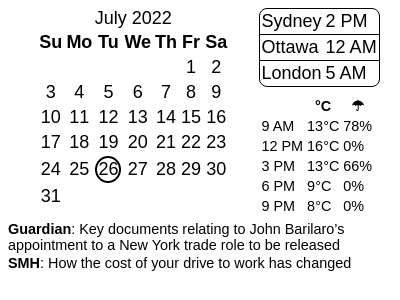 July 2022
Su Mo Tu We Th Fr Sa
1 2
3 4 5 6 7 8 9
10 11 12 13 14 15 16
17 18 19 20 21 22 23
24 25 26 27 28 29 30
31
Sydney 2 PM
Ottawa 12 AM
London 5 AM
°C ☂
9 AM 13°C 78%
12 PM 16°C 0%
3 PM 13°C 66%
6 PM 9°C 0%
9 PM 8°C 0%
Guardian: Key documents relating to John Barilaro’s
appointment to a New York trade role to be released
SMH: How the cost of your drive to work has changed